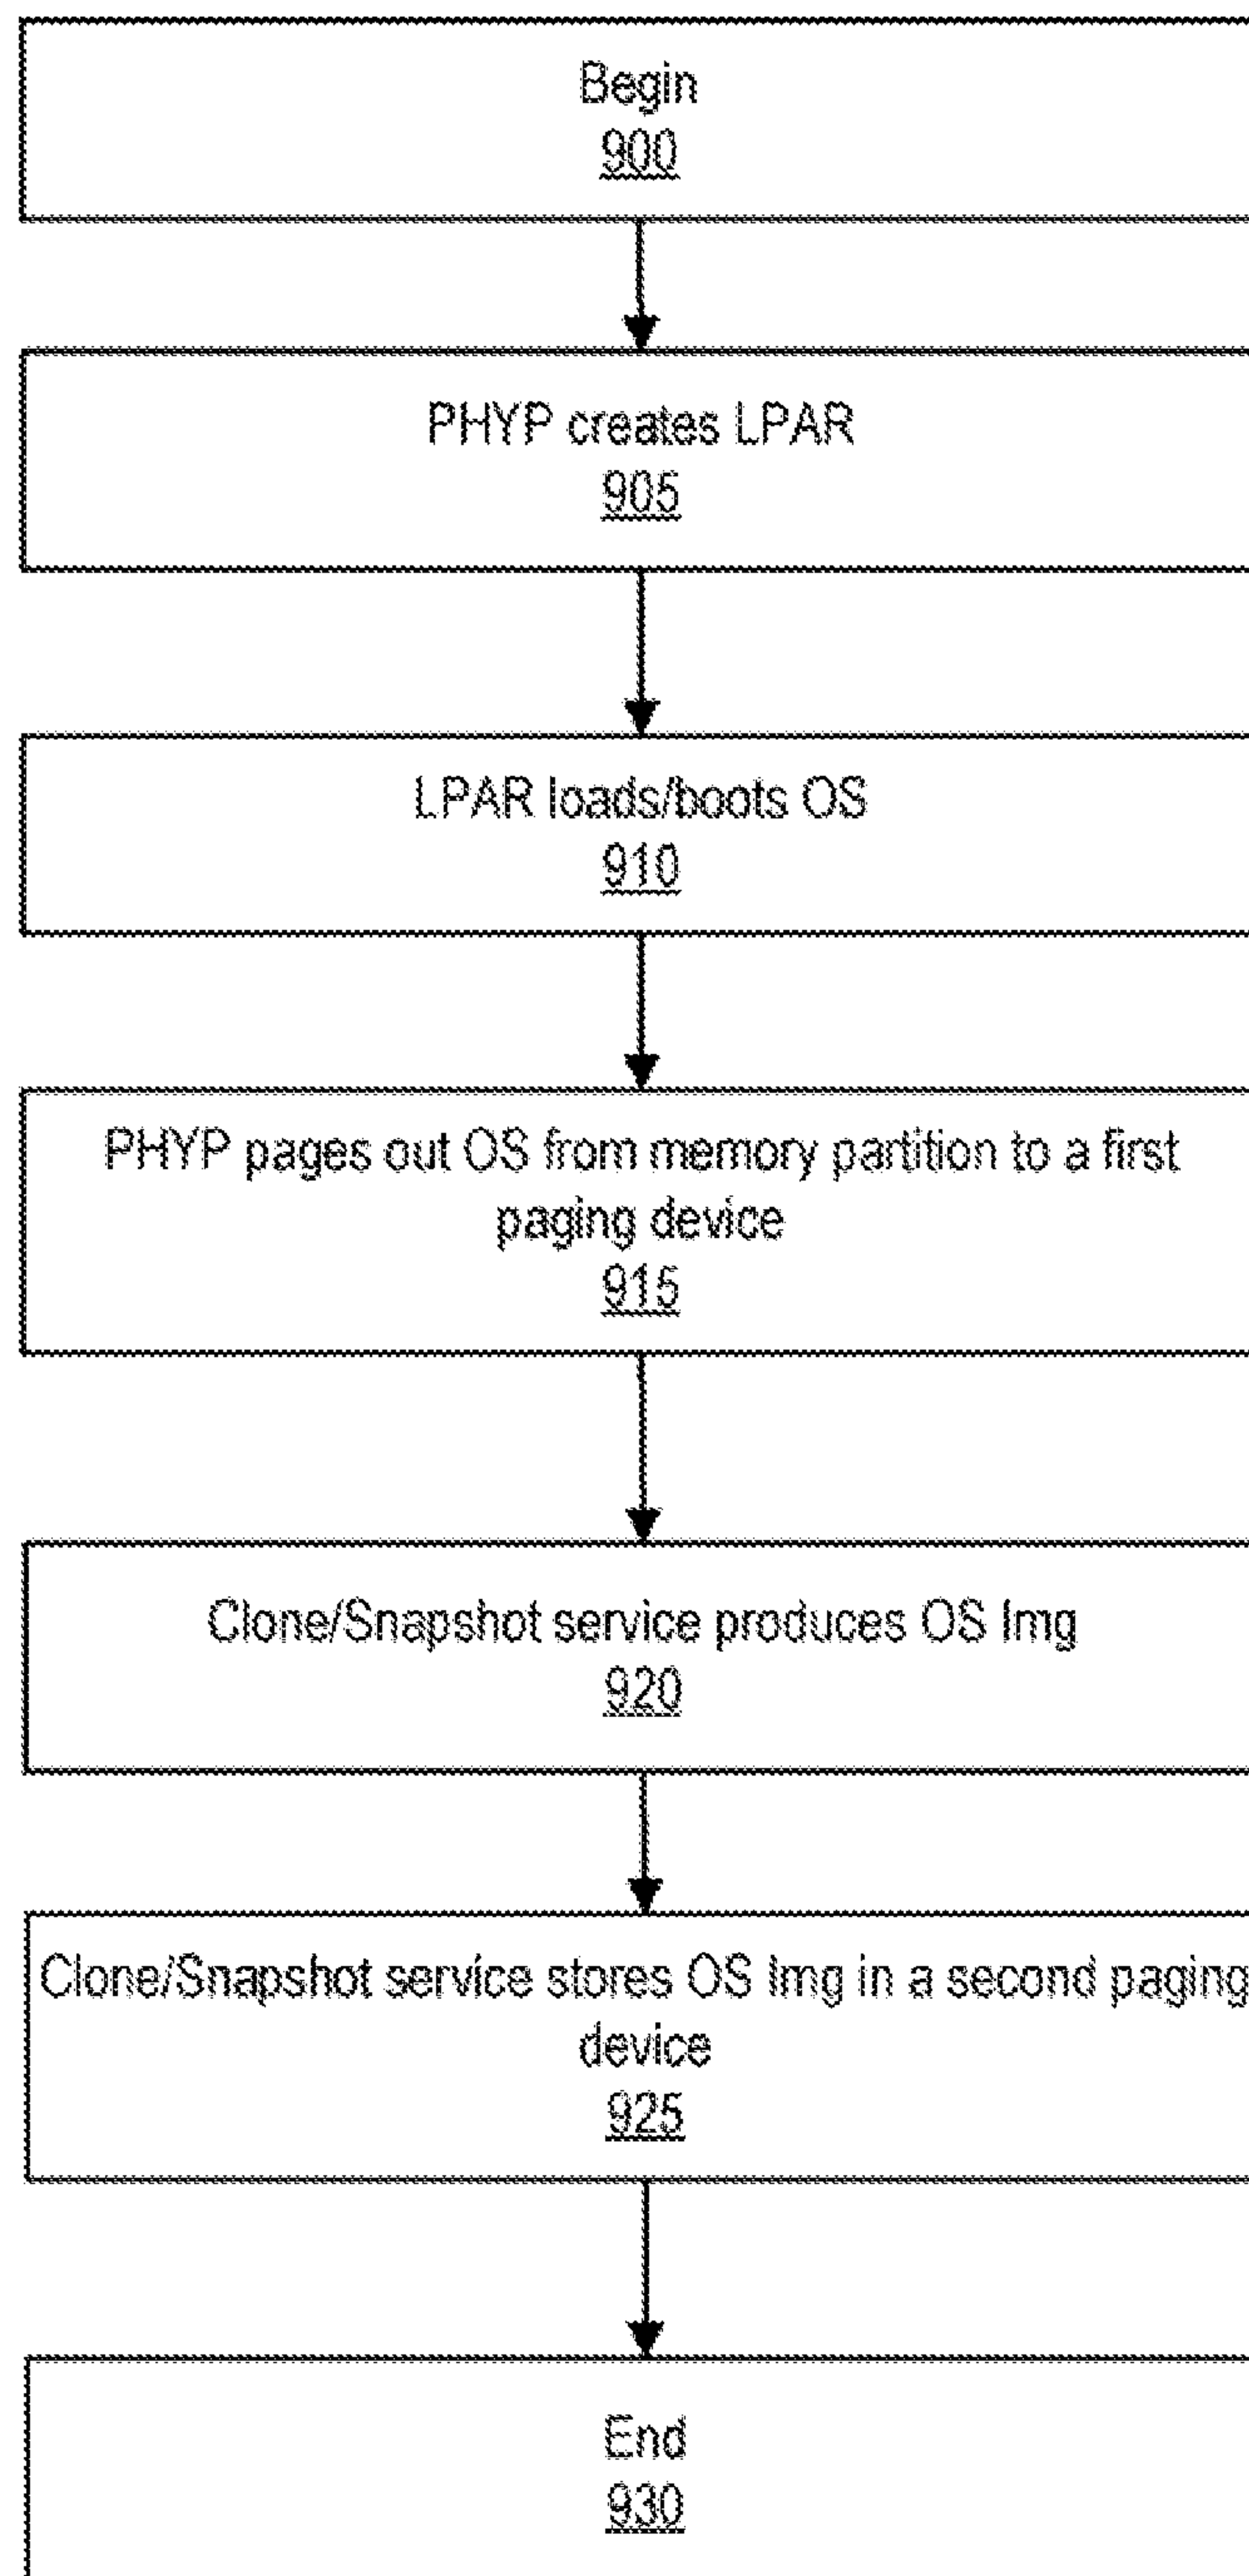 Begin
900
PHYP creates LPAR
905
LPAR loads/boots OS
910
PHYP pages out OS from memory partition to a first
paging device
915
Clone/Snapshot service produces OS Img
920
Clone/Snapshot service stores OS Img in a second paging
device
925
End
930